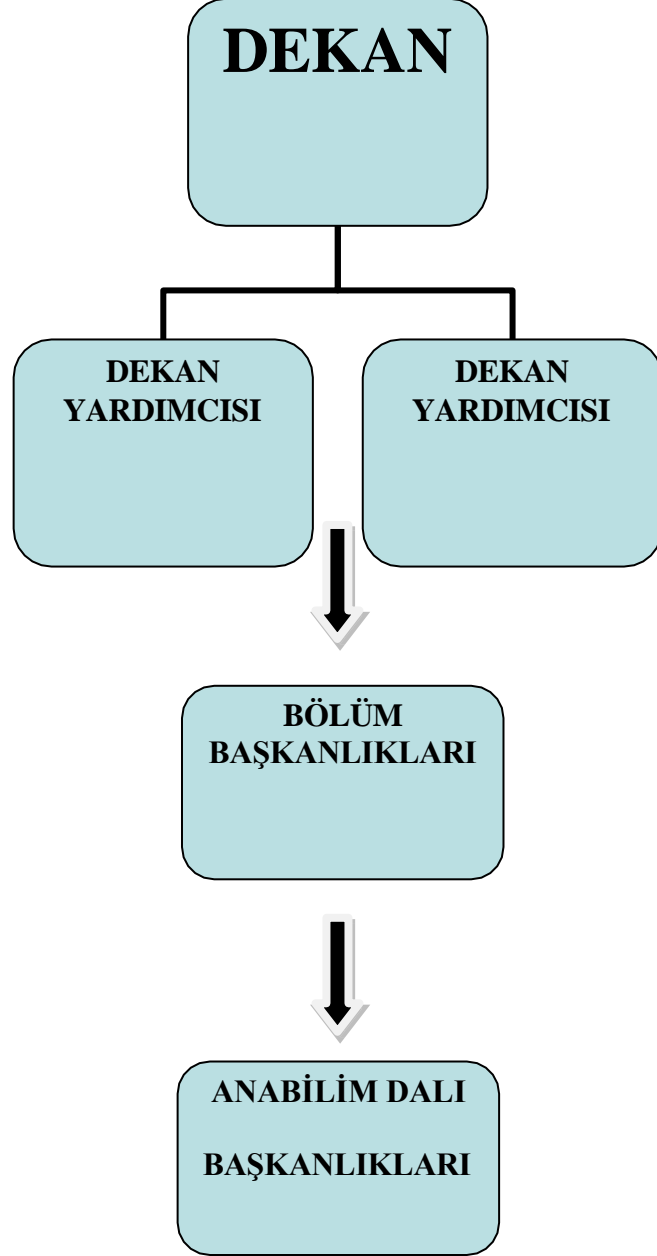 DEKAN
DEKAN
YARDIMCISI
DEKAN
YARDIMCISI
BÖLÜM
BAŞKANLIKLARI
ANABİLİM DALI
BAŞKANLIKLARI